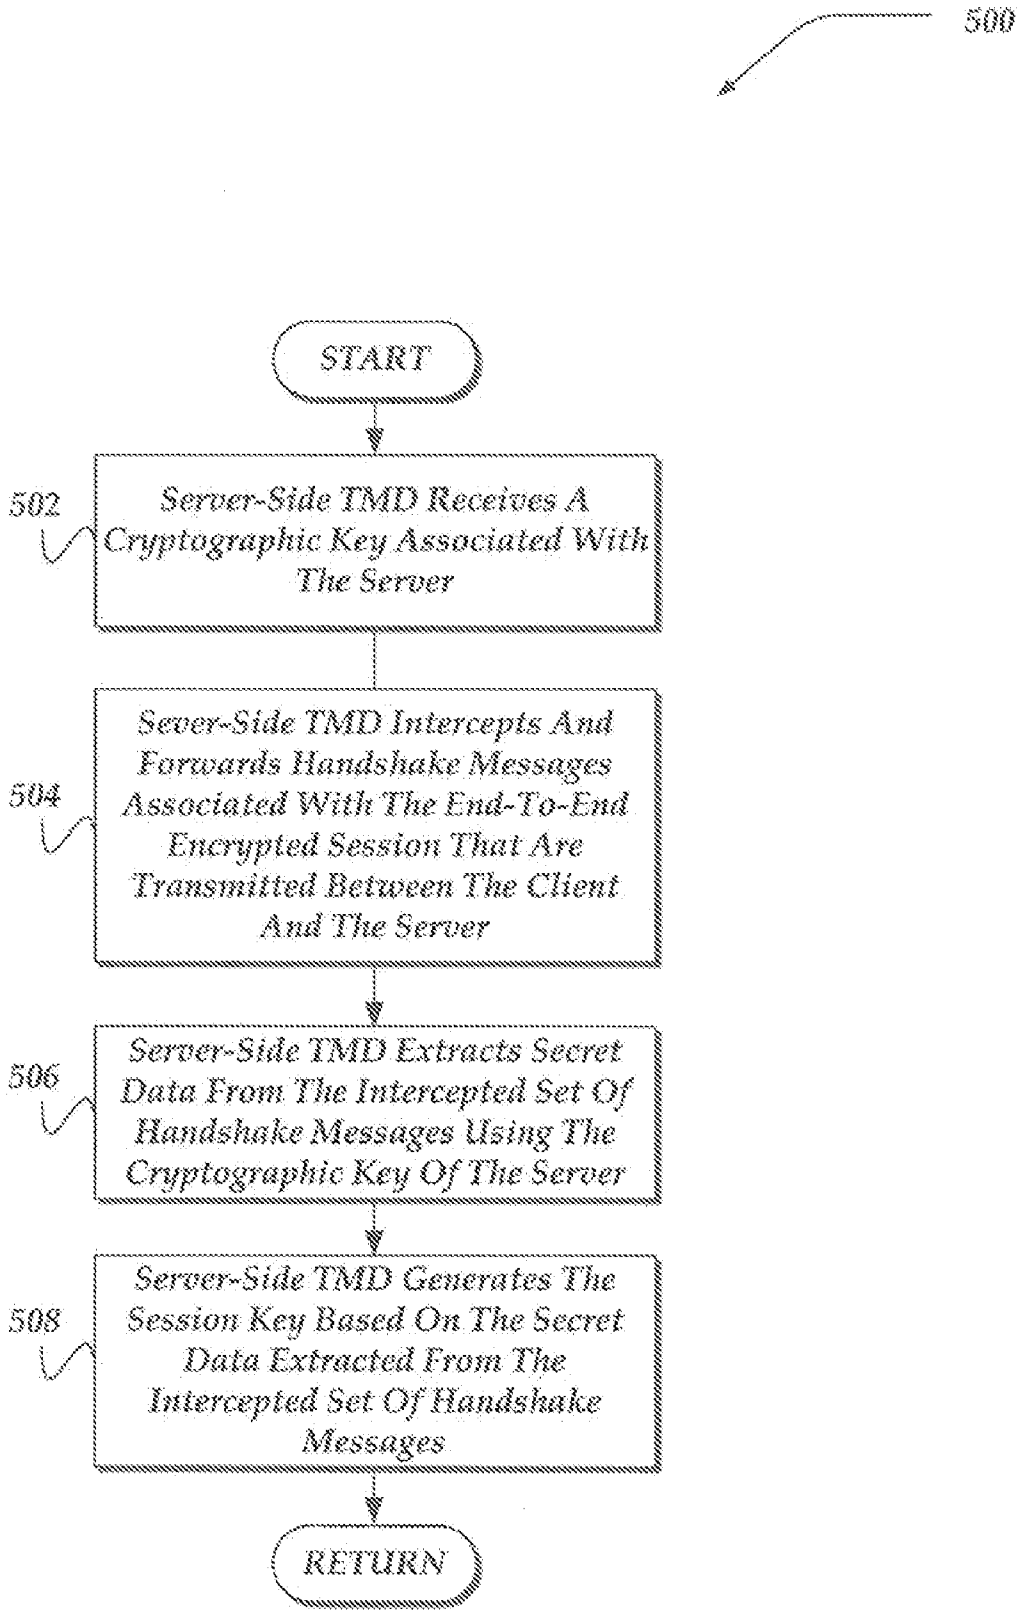 500
START
502
Server-Side TMD Receives A
Cryptographic Key Associated With
The Server
504
Sever-Side TMD Intercepts And
Forwards Handshake Messages
Associated With The End-To-End
Encrypted Session That Are
Transmitted Between The Client
And The Server
506
Server-Side TMD Extracts Secret
Data From The Intercepted Set Of
Handshake Messages Using The
Cryptographic Key Of The Server
508
Server-Side TMD Generates The
Session Key Based On The Secret
Data Extracted From The
Intercepted Set Of Handshake
Messages
RETURN